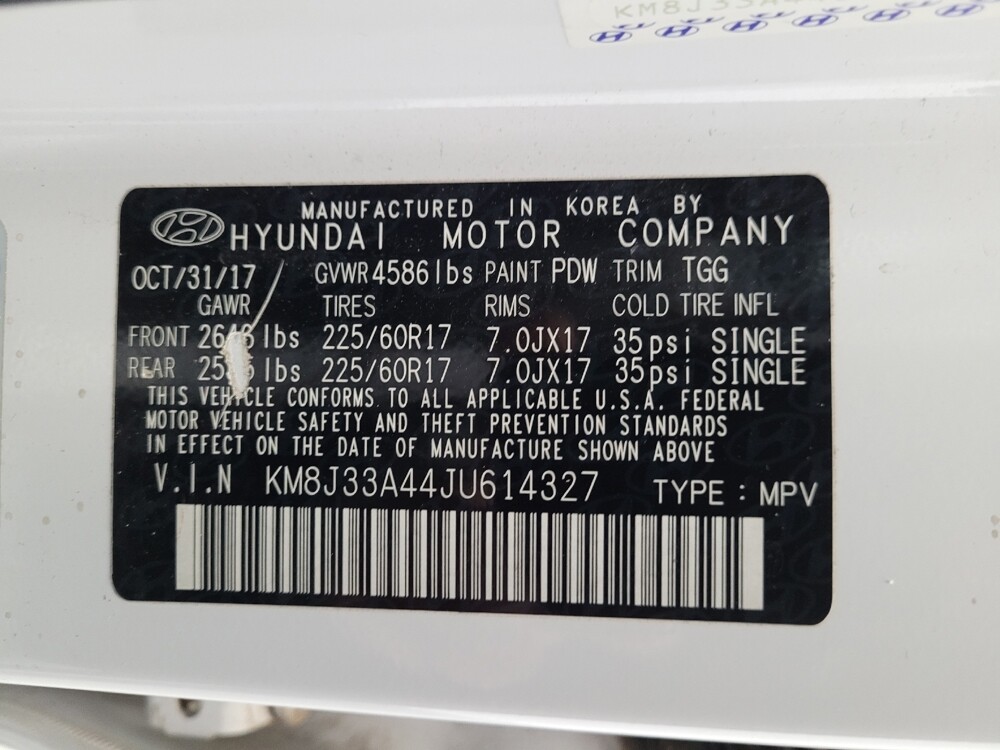 KM8J33A44
MANUFACTURED IN KOREA BY
HYUNDAI MOTOR COMPANY
OCT/31/17 GVWR 4586 lbs PAINT PDW TRIM TGG
GAWR TIRES RIMS COLD TIRE INFL
FRONT lbs 225/60R17 7.0JX17 35psi SINGLE
REAR lbs 225/60R17 7.0JX17 35psi SINGLE
THIS VEHICLE CONFORMS TO ALL APPLICABLE U.S.A. FEDERAL
MOTOR VEHICLE SAFETY AND THEFT PREVENTION STANDARDS
IN EFFECT ON THE DATE OF MANUFACTURE SHOWN ABOVE
V.I.N KM8J33A44JU614327 TYPE : MPV